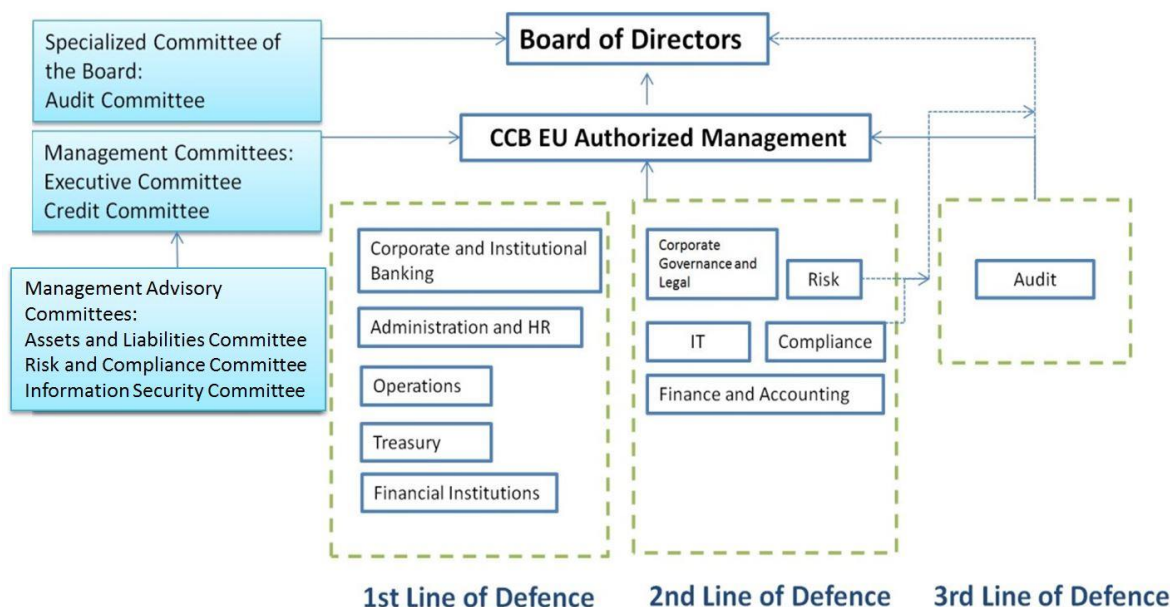 Specialized Committee of
the Board:
Audit Committee
Board of Directors
Management Committees:
Executive Committee
Credit Committee
CCB EU Authorized Management
Management Advisory
Committees:
Assets and Liabilities Committee
Risk and Compliance Committee
Information Security Committee
Corporate and Institutional
Banking
Administration and HR
Operations
Treasury
Financial Institutions
Corporate
Governance and
Legal
Risk
IT
Compliance
Finance and Accounting
Audit
1st Line of Defence
2nd Line of Defence
3rd Line of Defence